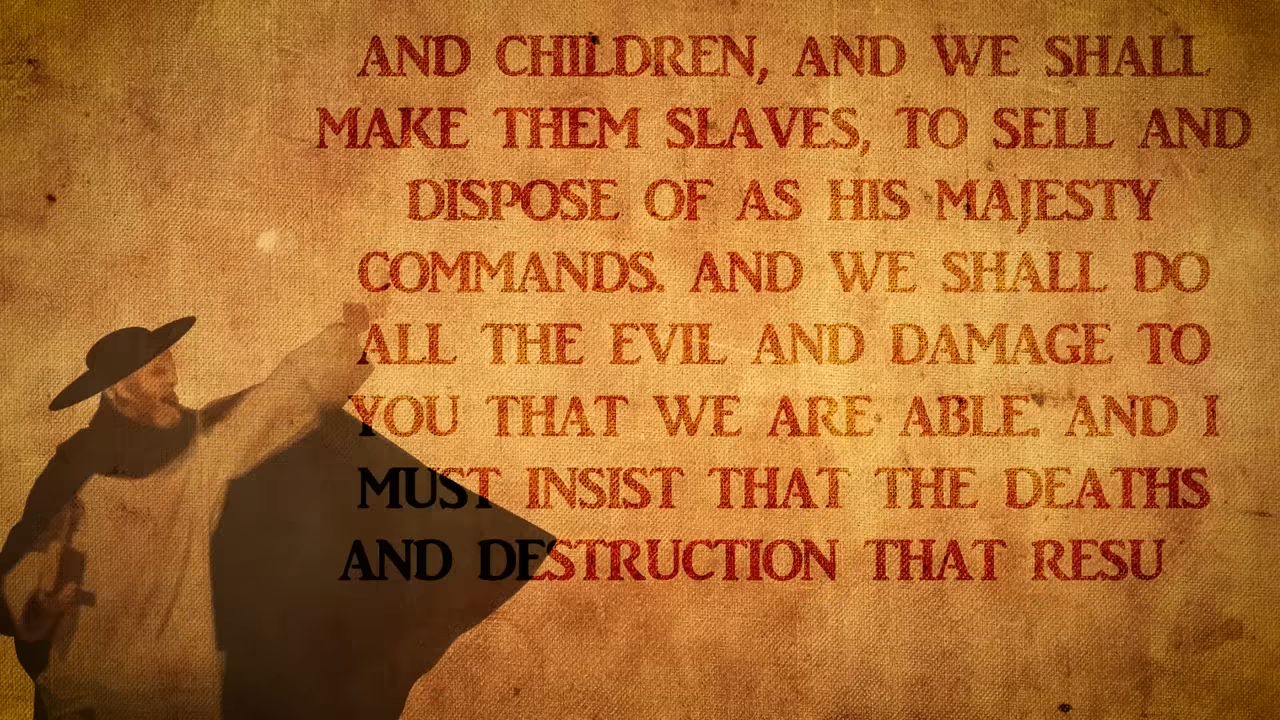 AND CHILDREN, AND WE SHALL
MAKE THEM SLAVES, TO SELL AND
DISPOSE OF AS HIS MAJESTY
COMMANDS. AND WE SHALL DO
ALL THE EVIL AND DAMAGE TO
YOU THAT WE ARE ABLE. AND I
MUST INSIST THAT THE DEATHS
AND DESTRUCTION THAT RESU